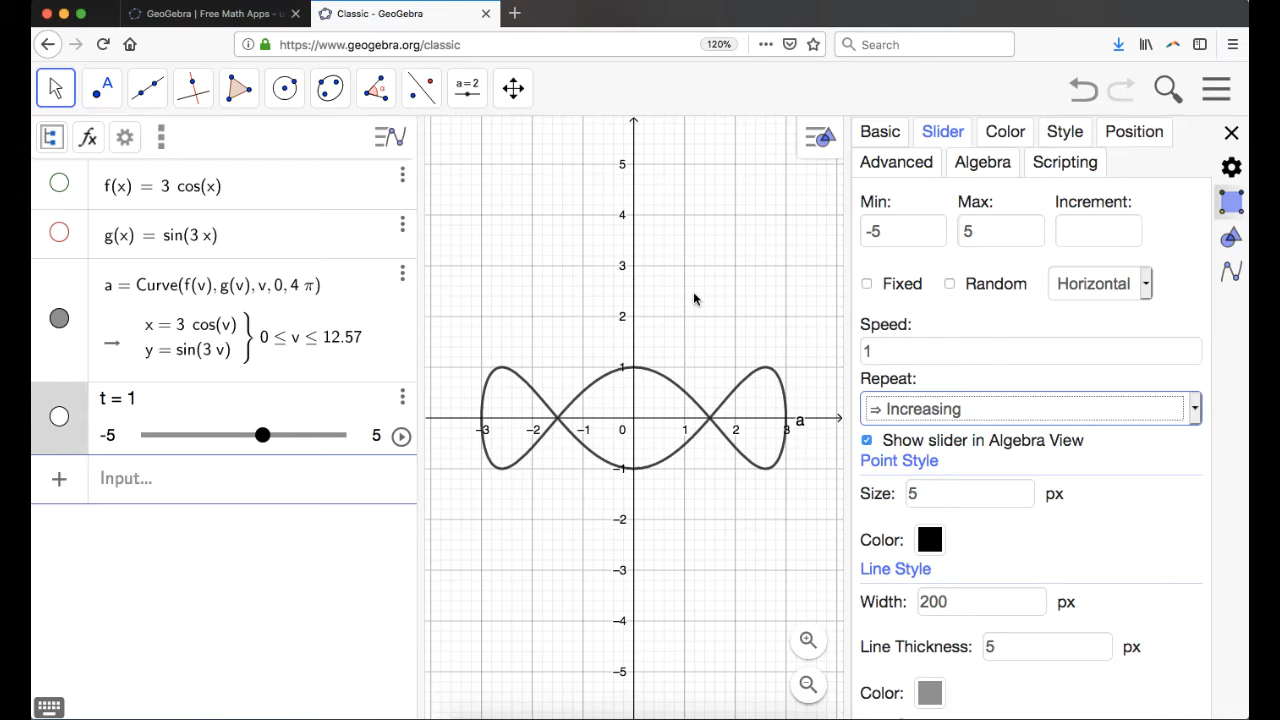 GeoGebra | Free Math Apps - u
Classic - GeoGebra
https://www.geogebra.org/classic
120%
Search
A
α
a=2
fx
f(x) = 3 cos(x)
g(x) = sin(3 x)
a = Curve(f(v), g(v), v, 0, 4 π)
→ x = 3 cos(v)
y = sin(3 v)
} 0 ≤ v ≤ 12.57
t = 1
-5
5
Input...
5
4
3
2
1
–3 –2 –1 0 1 2 3
a
–1
–2
–3
–4
–5
Basic Slider Color Style Position
Advanced Algebra Scripting
Min: Max: Increment:
-5 5
Fixed Random Horizontal
Speed:
1
Repeat:
⇒ Increasing
Show slider in Algebra View
Point Style
Size: 5 px
Color:
Line Style
Width: 200 px
Line Thickness: 5 px
Color: